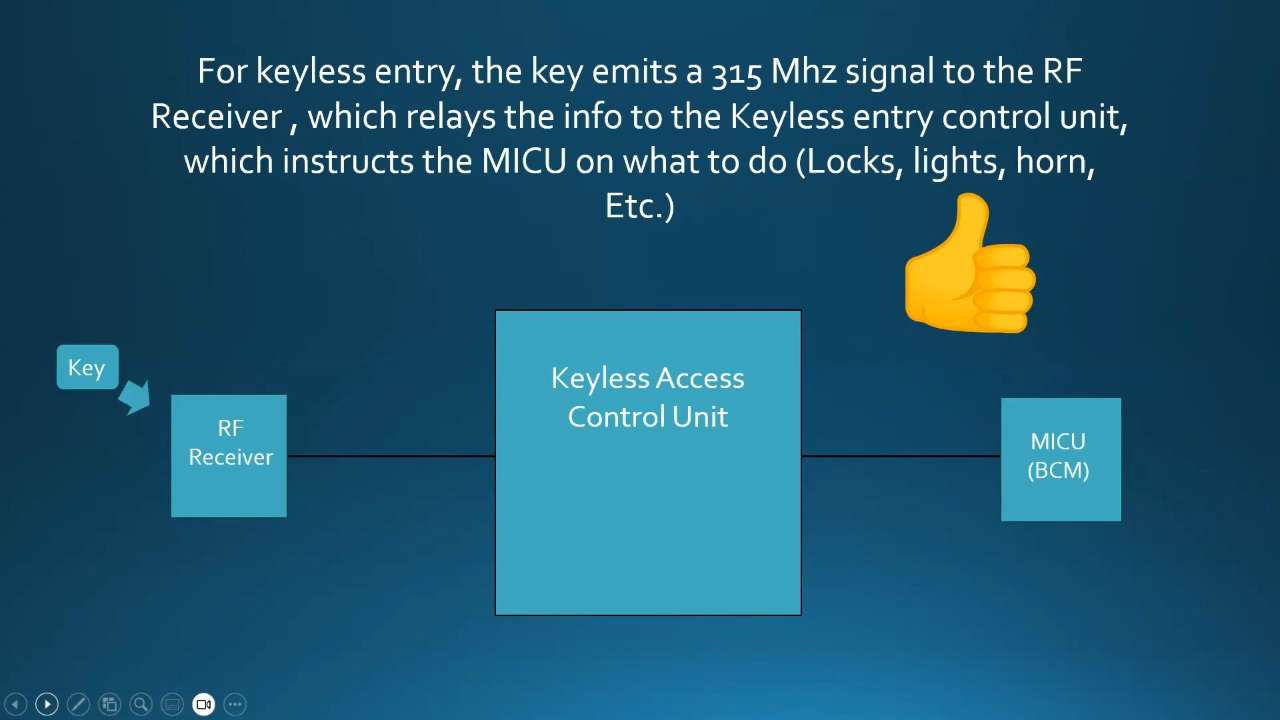 For keyless entry, the key emits a 315 Mhz signal to the RF
Receiver , which relays the info to the Keyless entry control unit,
which instructs the MICU on what to do (Locks, lights, horn,
Etc.)
Key
RF
Receiver
Keyless Access
Control Unit
MICU
(BCM)